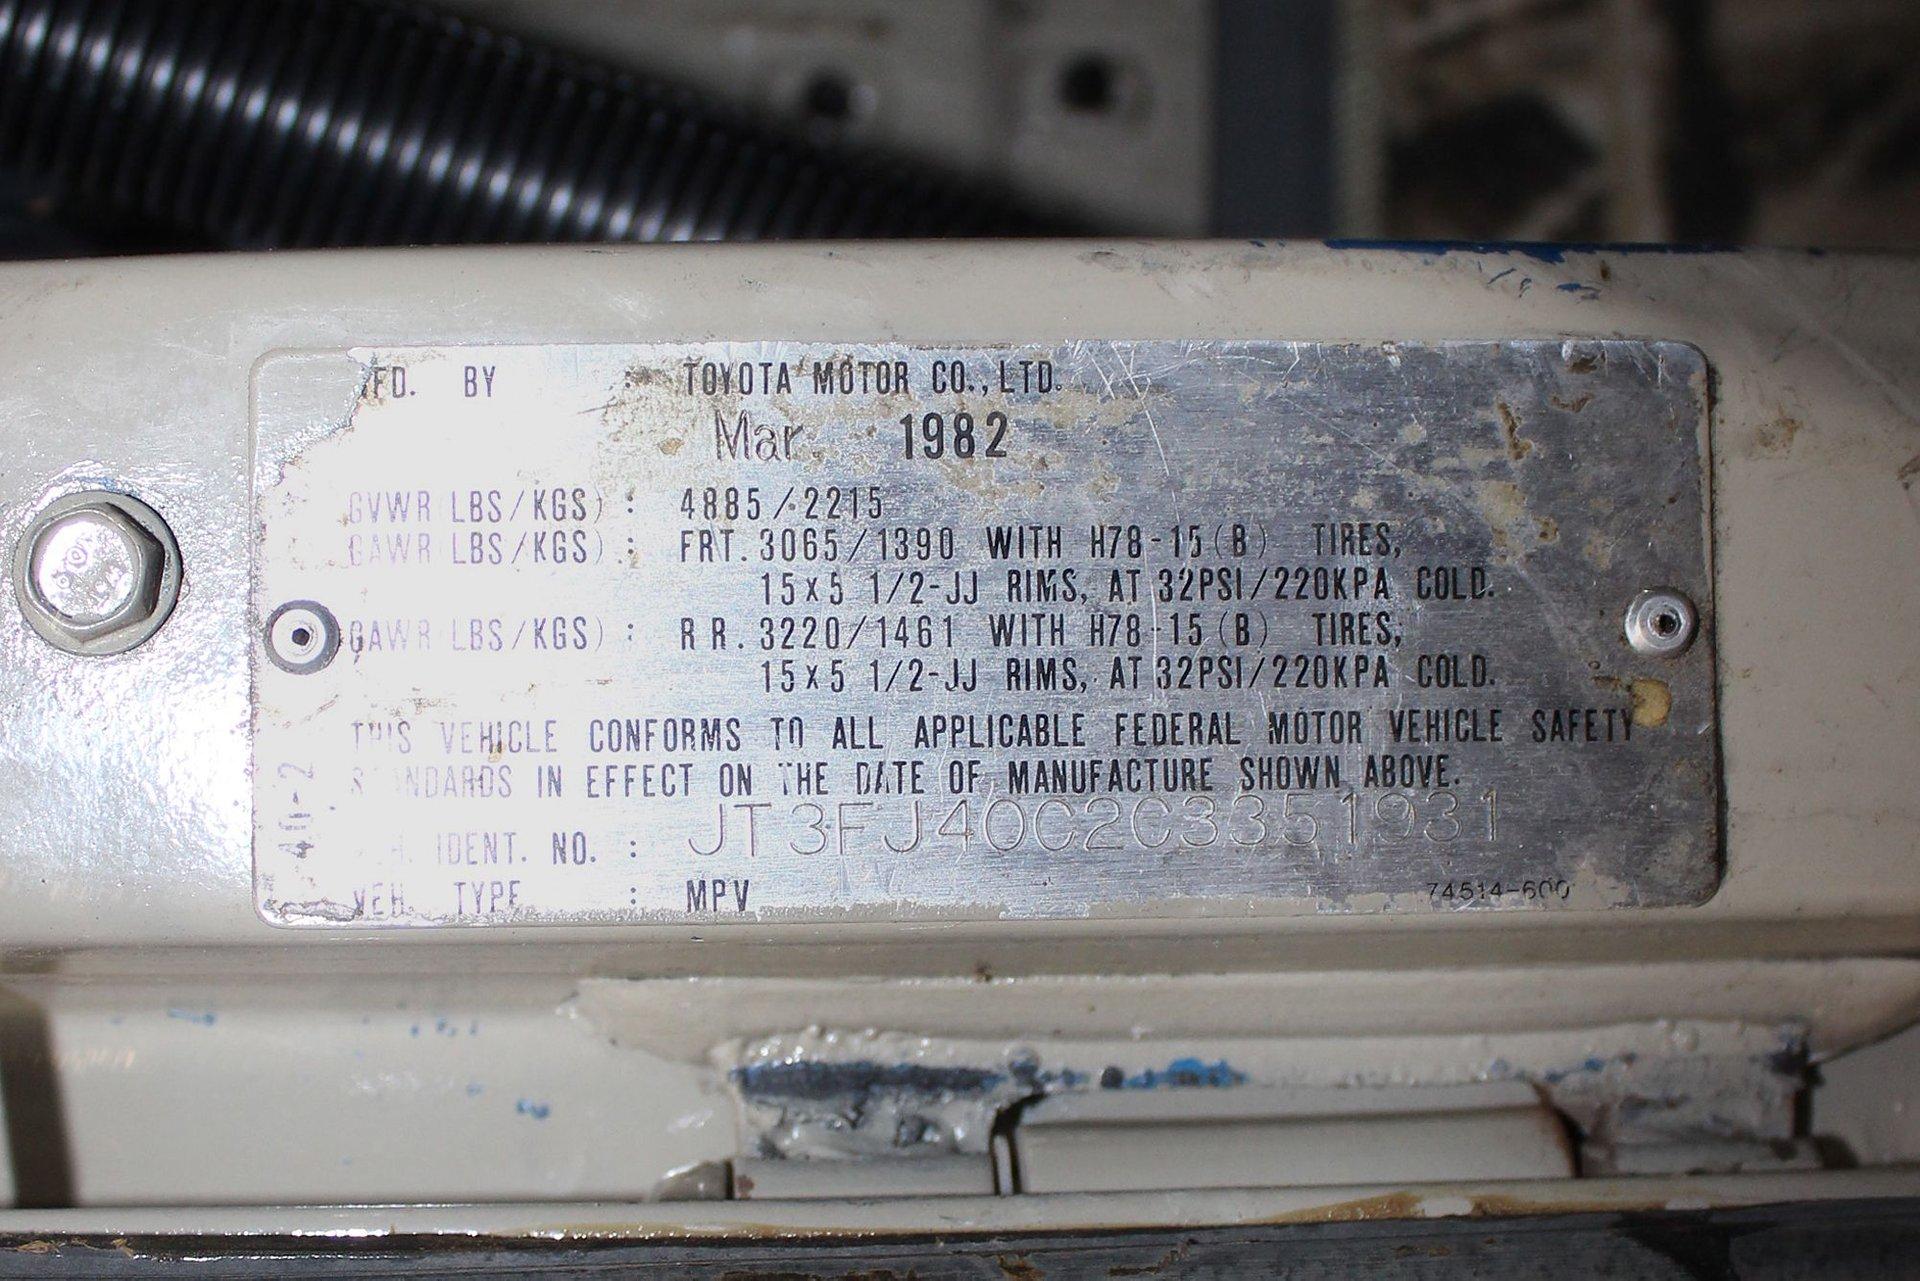 MFD. BY : TOYOTA MOTOR CO.,LTD.
Mar. 1982
GVWR(LBS/KGS) : 4885/2215
GAWR(LBS/KGS) : FRT.3065/1390 WITH H78-15(B) TIRES,
15x5 1/2-JJ RIMS, AT 32PSI/220KPA COLD.
GAWR(LBS/KGS) : RR.3220/1461 WITH H78-15(B) TIRES,
15x5 1/2-JJ RIMS, AT 32PSI/220KPA COLD.
THIS VEHICLE CONFORMS TO ALL APPLICABLE FEDERAL MOTOR VEHICLE SAFETY
STANDARDS IN EFFECT ON THE DATE OF MANUFACTURE SHOWN ABOVE.
VEH. IDENT. NO. : JT3FJ40C2C3351931
VEH. TYPE : MPV
74514-600